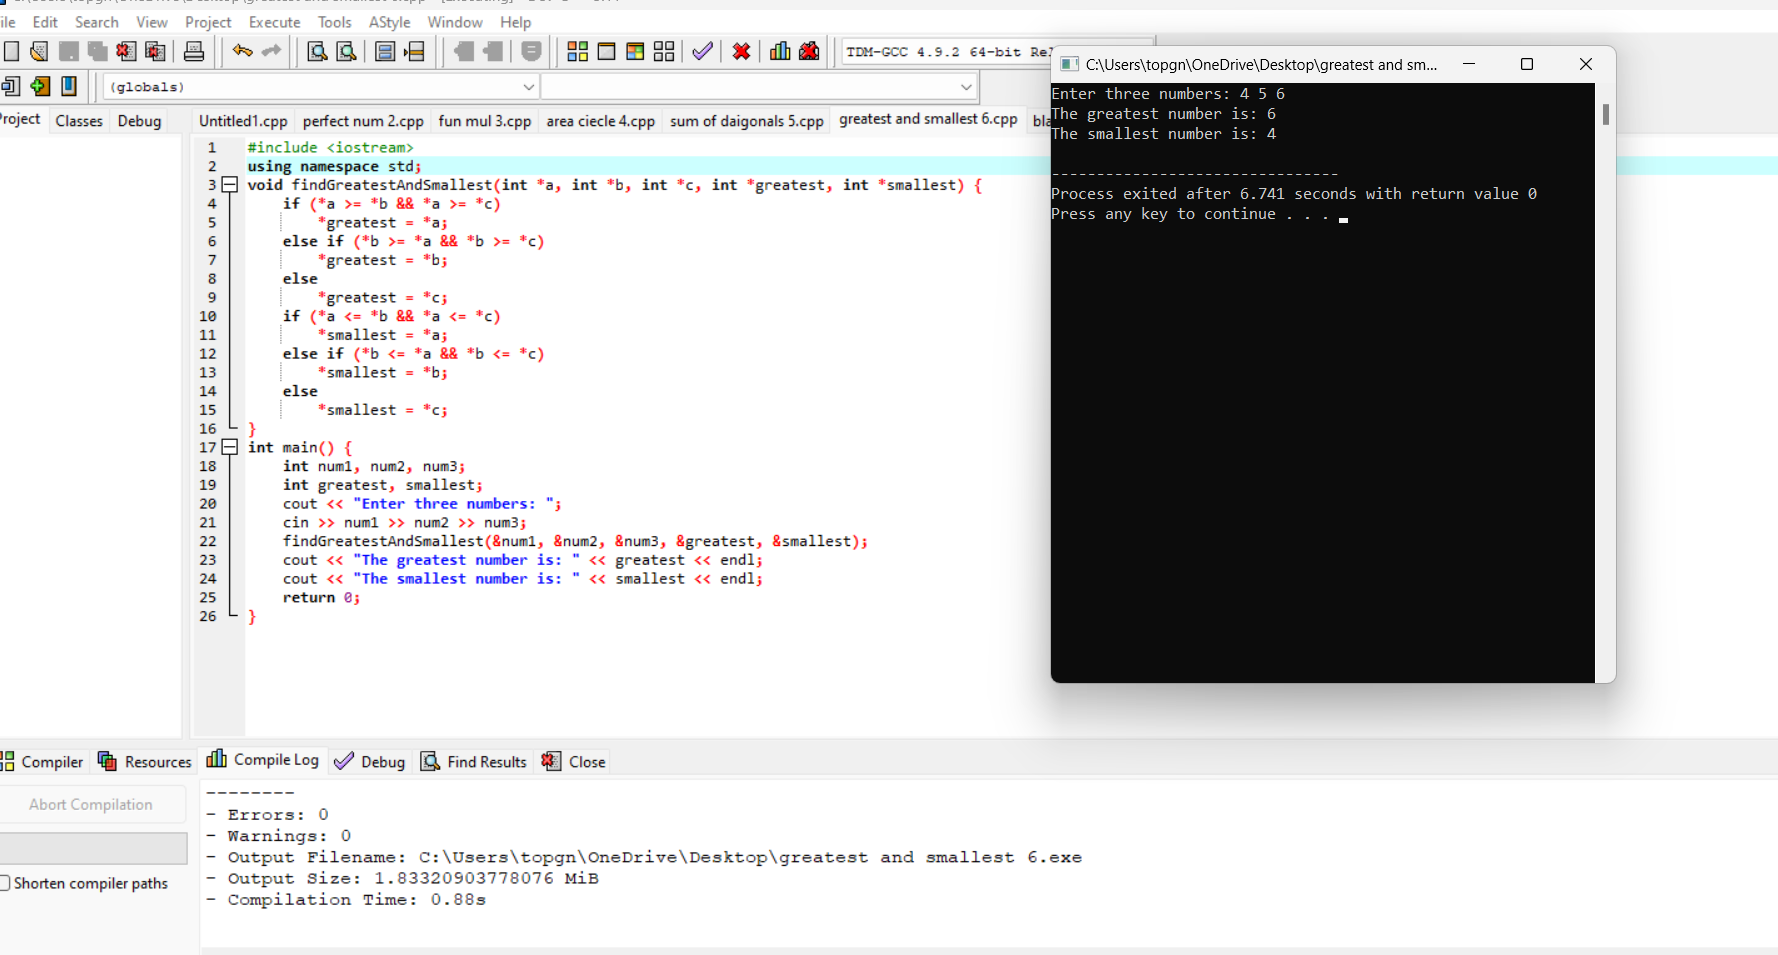 File Edit Search View Project Execute Tools AStyle Window Help
TDM-GCC 4.9.2 64-bit Rel
(globals)
Project Classes Debug
Untitled1.cpp perfect num 2.cpp fun mul 3.cpp area ciecle 4.cpp sum of daigonals 5.cpp greatest and smallest 6.cpp bla
1 #include <iostream>
2 using namespace std;
3 void findGreatestAndSmallest(int *a, int *b, int *c, int *greatest, int *smallest) {
4 if (*a >= *b && *a >= *c)
5 *greatest = *a;
6 else if (*b >= *a && *b >= *c)
7 *greatest = *b;
8 else
9 *greatest = *c;
10 if (*a <= *b && *a <= *c)
11 *smallest = *a;
12 else if (*b <= *a && *b <= *c)
13 *smallest = *b;
14 else
15 *smallest = *c;
16 }
17 int main() {
18 int num1, num2, num3;
19 int greatest, smallest;
20 cout << "Enter three numbers: ";
21 cin >> num1 >> num2 >> num3;
22 findGreatestAndSmallest(&num1, &num2, &num3, &greatest, &smallest);
23 cout << "The greatest number is: " << greatest << endl;
24 cout << "The smallest number is: " << smallest << endl;
25 return 0;
26 }
C:\Users\topgn\OneDrive\Desktop\greatest and sm...
Enter three numbers: 4 5 6
The greatest number is: 6
The smallest number is: 4
--------------------------------
Process exited after 6.741 seconds with return value 0
Press any key to continue . . .
Compiler Resources Compile Log Debug Find Results Close
Abort Compilation
Shorten compiler paths
--------
- Errors: 0
- Warnings: 0
- Output Filename: C:\Users\topgn\OneDrive\Desktop\greatest and smallest 6.exe
- Output Size: 1.83320903778076 MiB
- Compilation Time: 0.88s